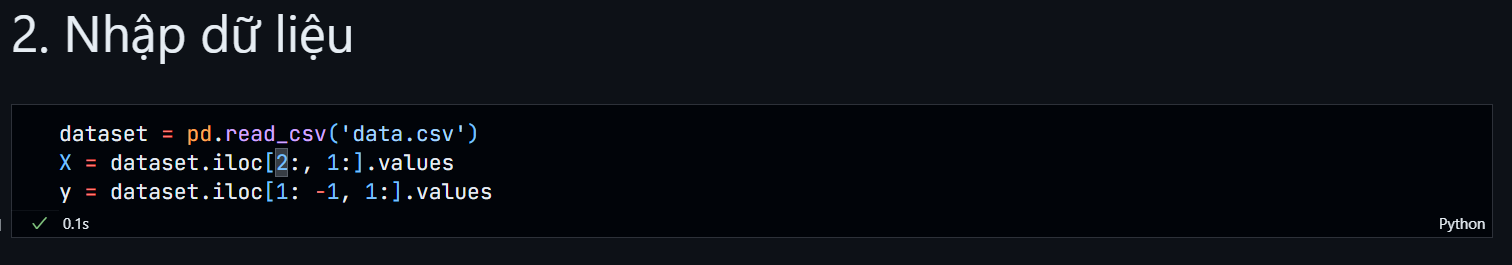 2. Nhập dữ liệu
dataset = pd.read_csv('data.csv')
X = dataset.iloc[2:, 1:].values
y = dataset.iloc[1: -1, 1:].values
✓ 0.1s
Python